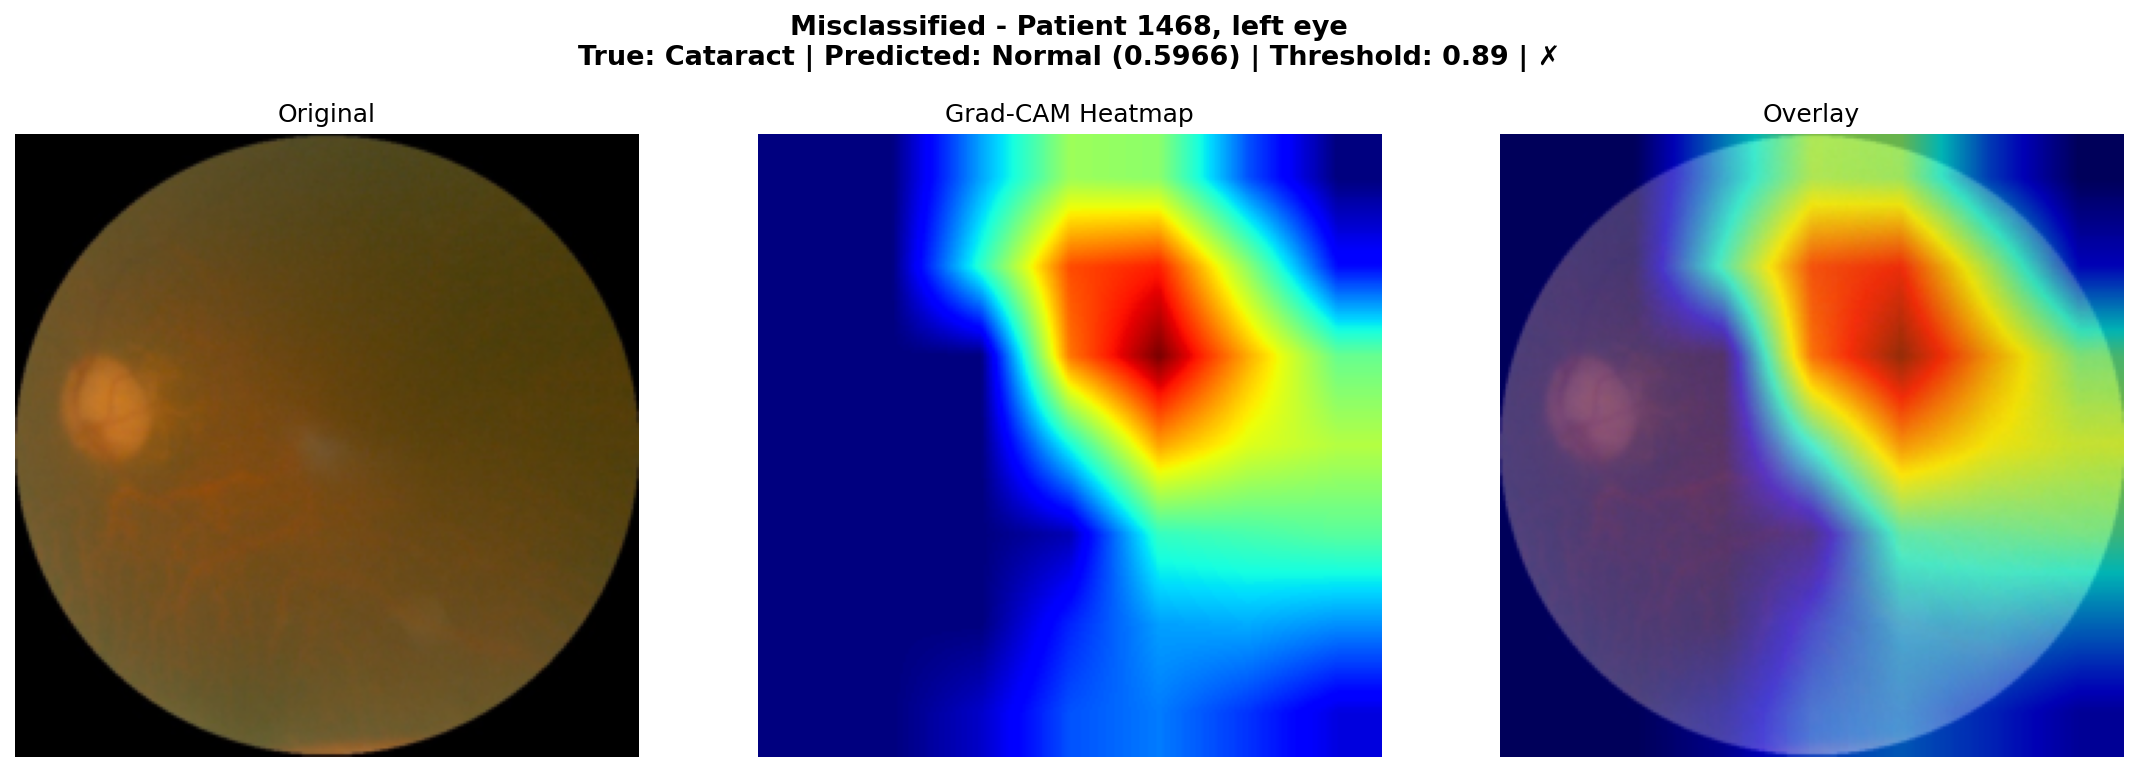 Misclassified - Patient 1468, left eye
True: Cataract | Predicted: Normal (0.5966) | Threshold: 0.89 | ✗
Original
Grad-CAM Heatmap
Overlay